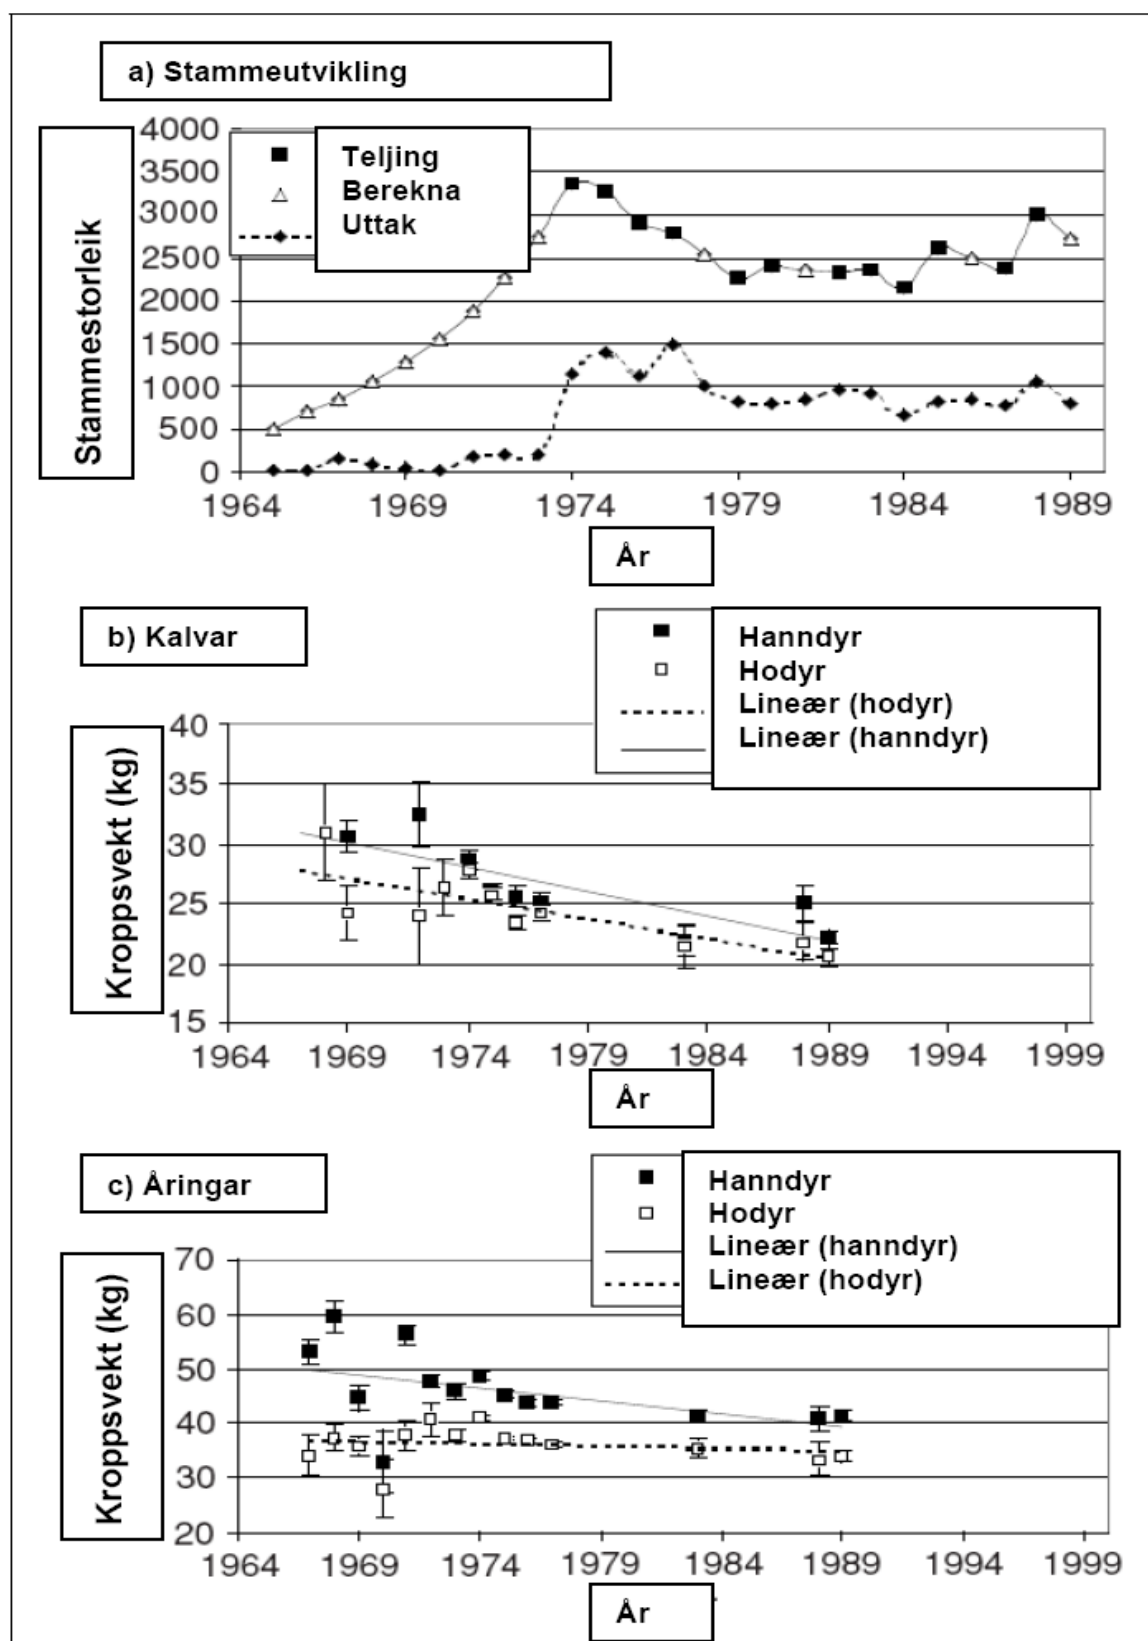 a) Stammeutvikling
Stammestorleik
4000
3500
3000
2500
2000
1500
1000
500
0
Teljing
Berekna
Uttak
1964 1969 1974 1979 1984 1989
År
b) Kalvar
Hanndyr
Hodyr
Lineær (hodyr)
Lineær (hanndyr)
Kroppsvekt (kg)
40
35
30
25
20
15
1964 1969 1974 1979 1984 1989 1994 1999
År
c) Åringar
Hanndyr
Hodyr
Lineær (hanndyr)
Lineær (hodyr)
Kroppsvekt (kg)
70
60
50
40
30
20
1964 1969 1974 1979 1984 1989 1994 1999
År